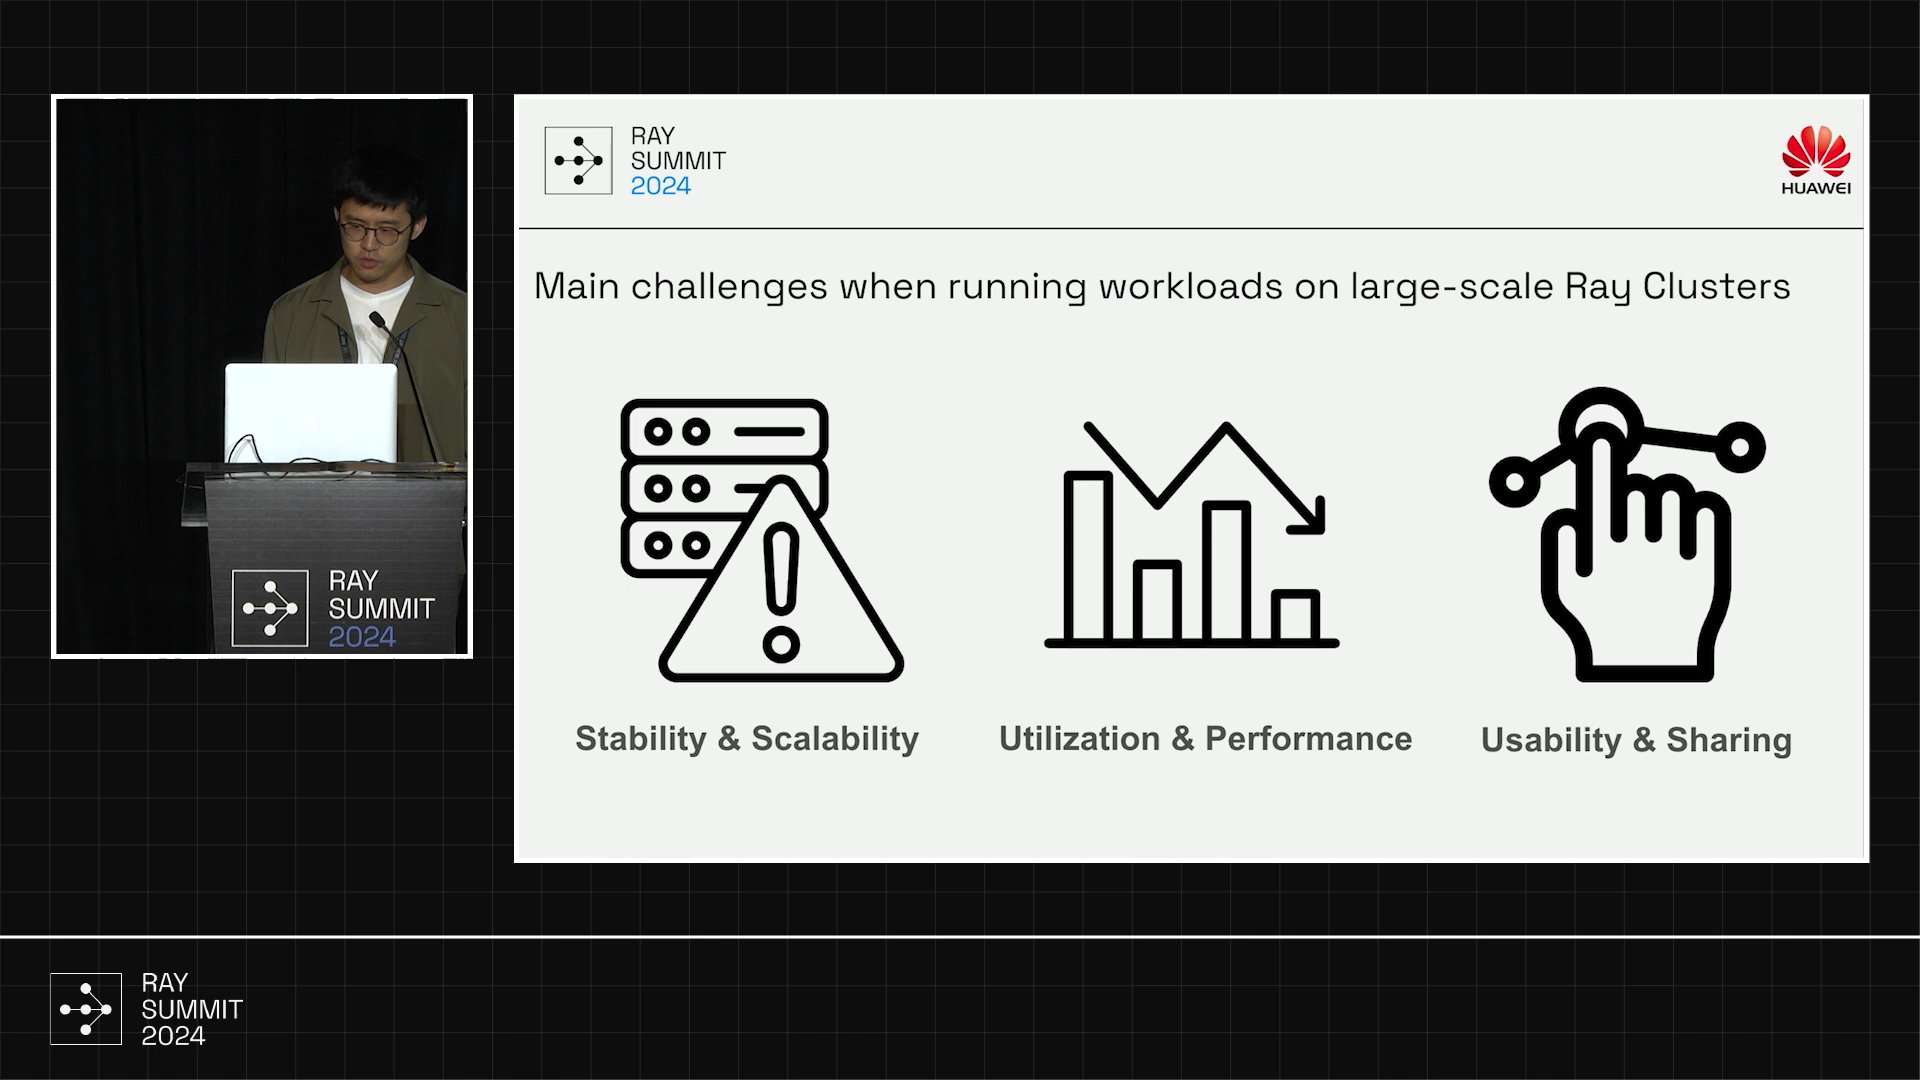 RAY
SUMMIT
2024
HUAWEI
Main challenges when running workloads on large-scale Ray Clusters
Stability & Scalability
Utilization & Performance
Usability & Sharing
RAY
SUMMIT
2024
RAY
SUMMIT
2024